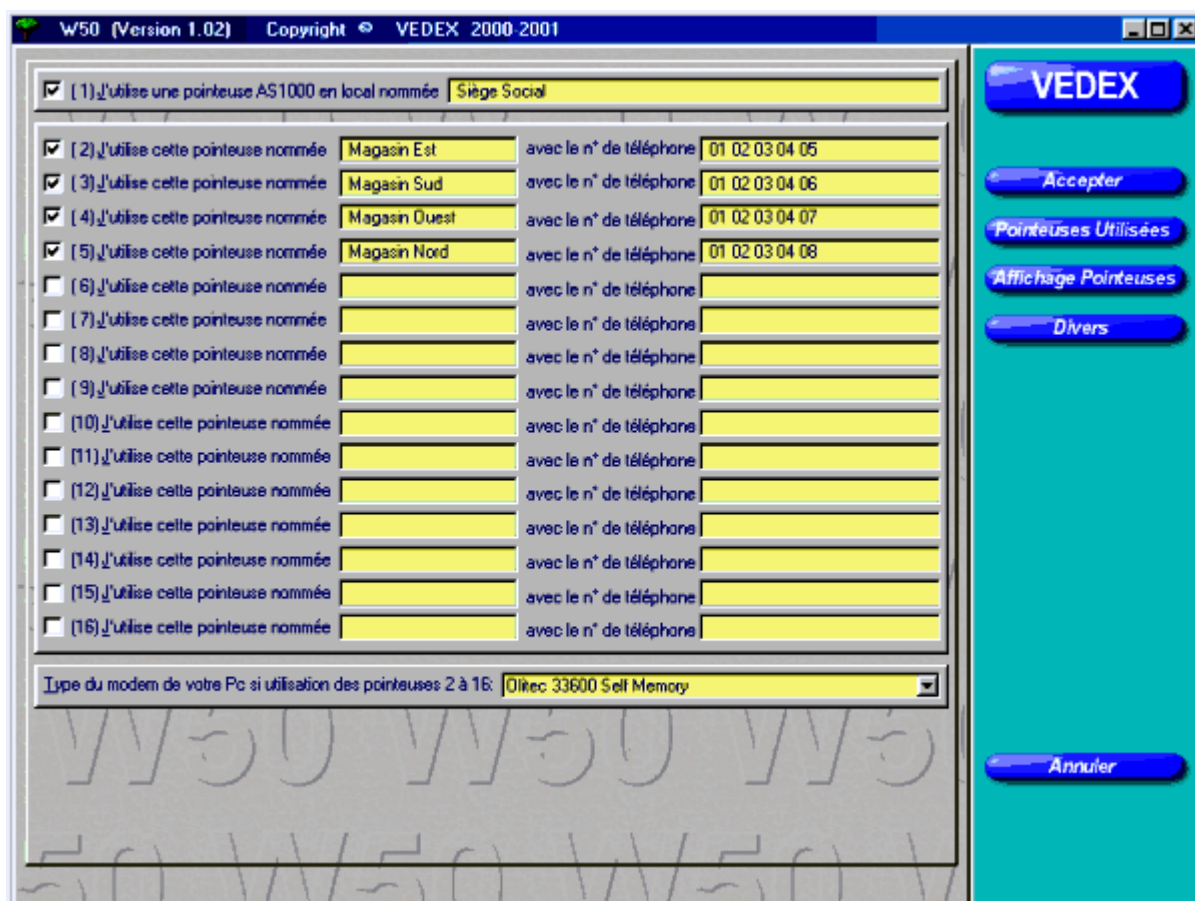 W50 (Version 1.02) Copyright © VEDEX 2000-2001
[1] J'utilise une pointeuse AS1000 en local nommée Siège Social
[2] J'utilise cette pointeuse nommée Magasin Est avec le n° de téléphone 01 02 03 04 05
[3] J'utilise cette pointeuse nommée Magasin Sud avec le n° de téléphone 01 02 03 04 06
[4] J'utilise cette pointeuse nommée Magasin Ouest avec le n° de téléphone 01 02 03 04 07
[5] J'utilise cette pointeuse nommée Magasin Nord avec le n° de téléphone 01 02 03 04 08
[6] J'utilise cette pointeuse nommée avec le n° de téléphone
[7] J'utilise cette pointeuse nommée avec le n° de téléphone
[8] J'utilise cette pointeuse nommée avec le n° de téléphone
[9] J'utilise cette pointeuse nommée avec le n° de téléphone
[10] J'utilise cette pointeuse nommée avec le n° de téléphone
[11] J'utilise cette pointeuse nommée avec le n° de téléphone
[12] J'utilise cette pointeuse nommée avec le n° de téléphone
[13] J'utilise cette pointeuse nommée avec le n° de téléphone
[14] J'utilise cette pointeuse nommée avec le n° de téléphone
[15] J'utilise cette pointeuse nommée avec le n° de téléphone
[16] J'utilise cette pointeuse nommée avec le n° de téléphone
Type du modem de votre Pc si utilisation des pointeuses 2 à 16: Olitec 33600 Self Memory
W50 W50 W50
50 W50 W50 W
VEDEX
Accepter
Pointeuses Utilisées
Affichage Pointeuses
Divers
Annuler